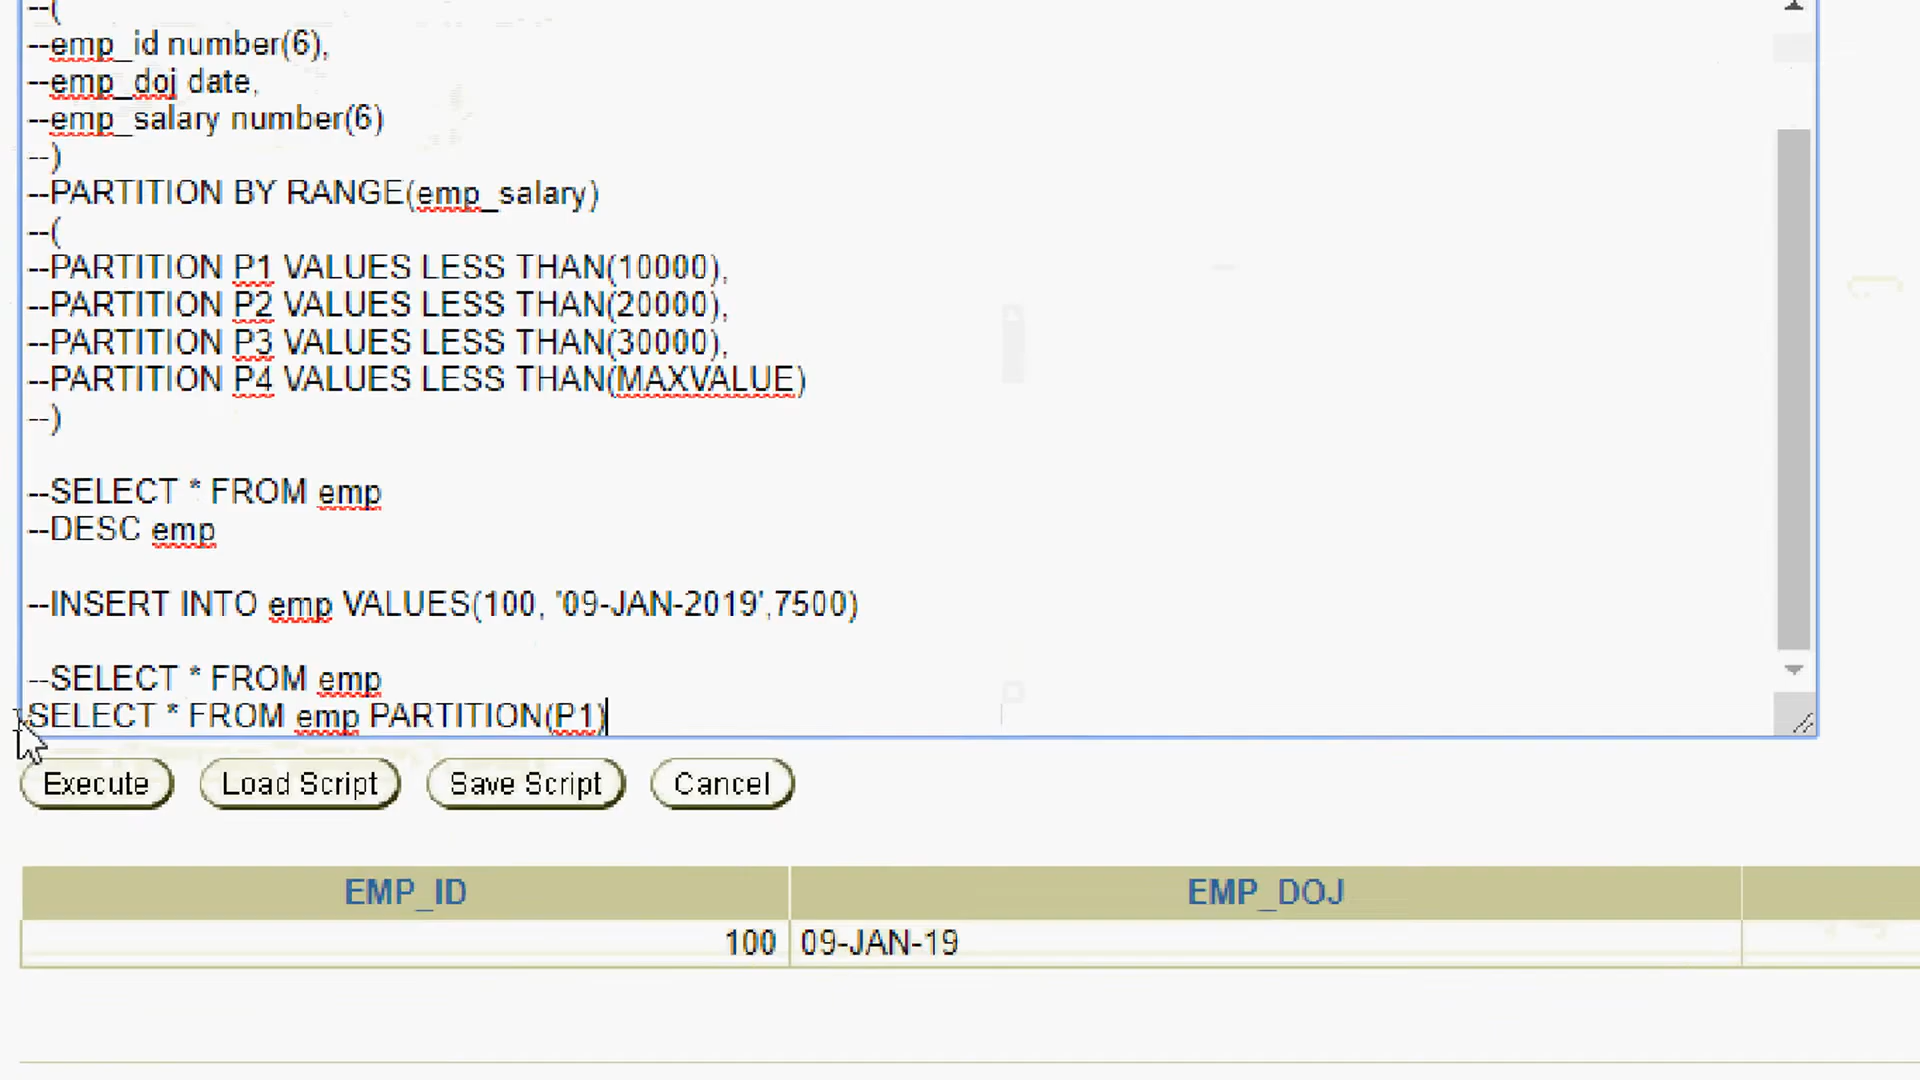 --(
--emp_id number(6),
--emp_doj date,
--emp_salary number(6)
--)
--PARTITION BY RANGE(emp_salary)
--(
--PARTITION P1 VALUES LESS THAN(10000),
--PARTITION P2 VALUES LESS THAN(20000),
--PARTITION P3 VALUES LESS THAN(30000),
--PARTITION P4 VALUES LESS THAN(MAXVALUE)
--)
--SELECT * FROM emp
--DESC emp
--INSERT INTO emp VALUES(100, '09-JAN-2019',7500)
--SELECT * FROM emp
SELECT * FROM emp PARTITION(P1)
Execute Load Script Save Script Cancel
EMP_ID EMP_DOJ
100 09-JAN-19